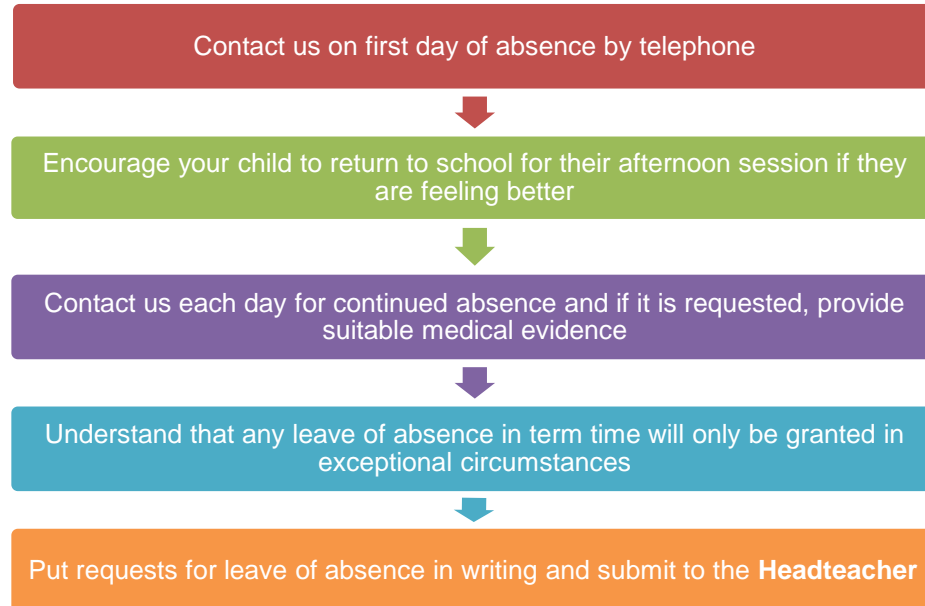 Contact us on first day of absence by telephone
Encourage your child to return to school for their afternoon session if they
are feeling better
Contact us each day for continued absence and if it is requested, provide
suitable medical evidence
Understand that any leave of absence in term time will only be granted in
exceptional circumstances
Put requests for leave of absence in writing and submit to the Headteacher